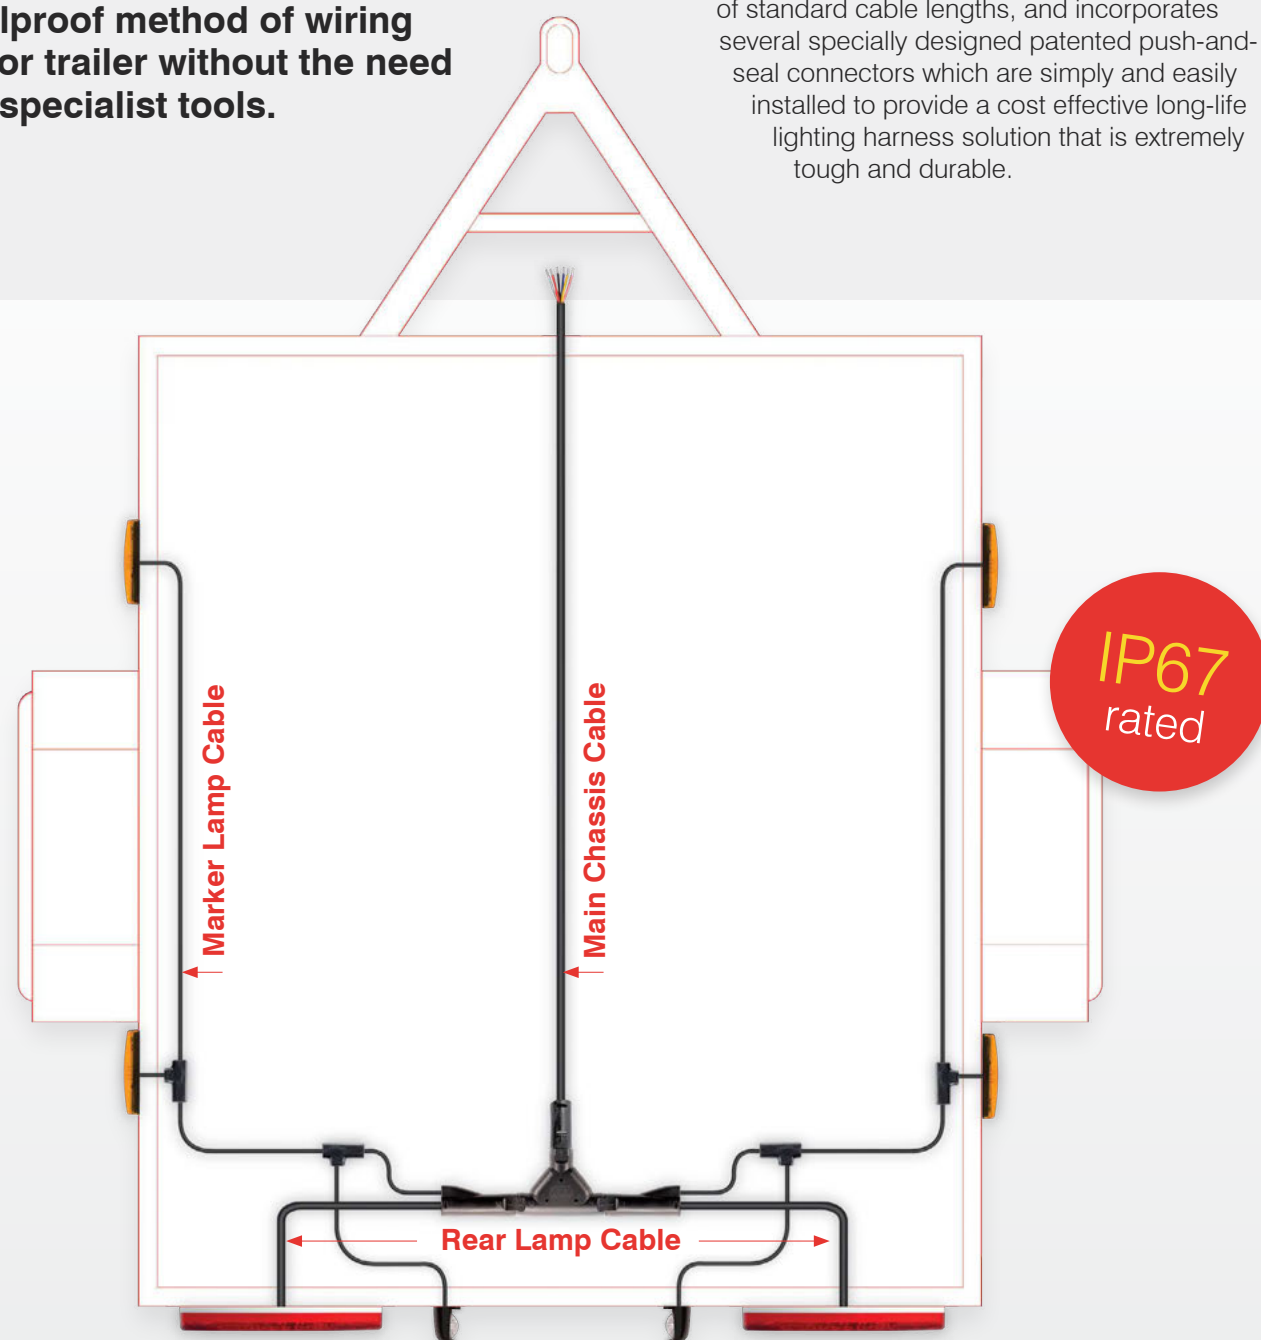 lproof method of wiring
or trailer without the need
specialist tools.
of standard cable lengths, and incorporates
several specially designed patented push-and-
seal connectors which are simply and easily
installed to provide a cost effective long-life
lighting harness solution that is extremely
tough and durable.
IP67
rated
Marker Lamp Cable
Main Chassis Cable
Rear Lamp Cable